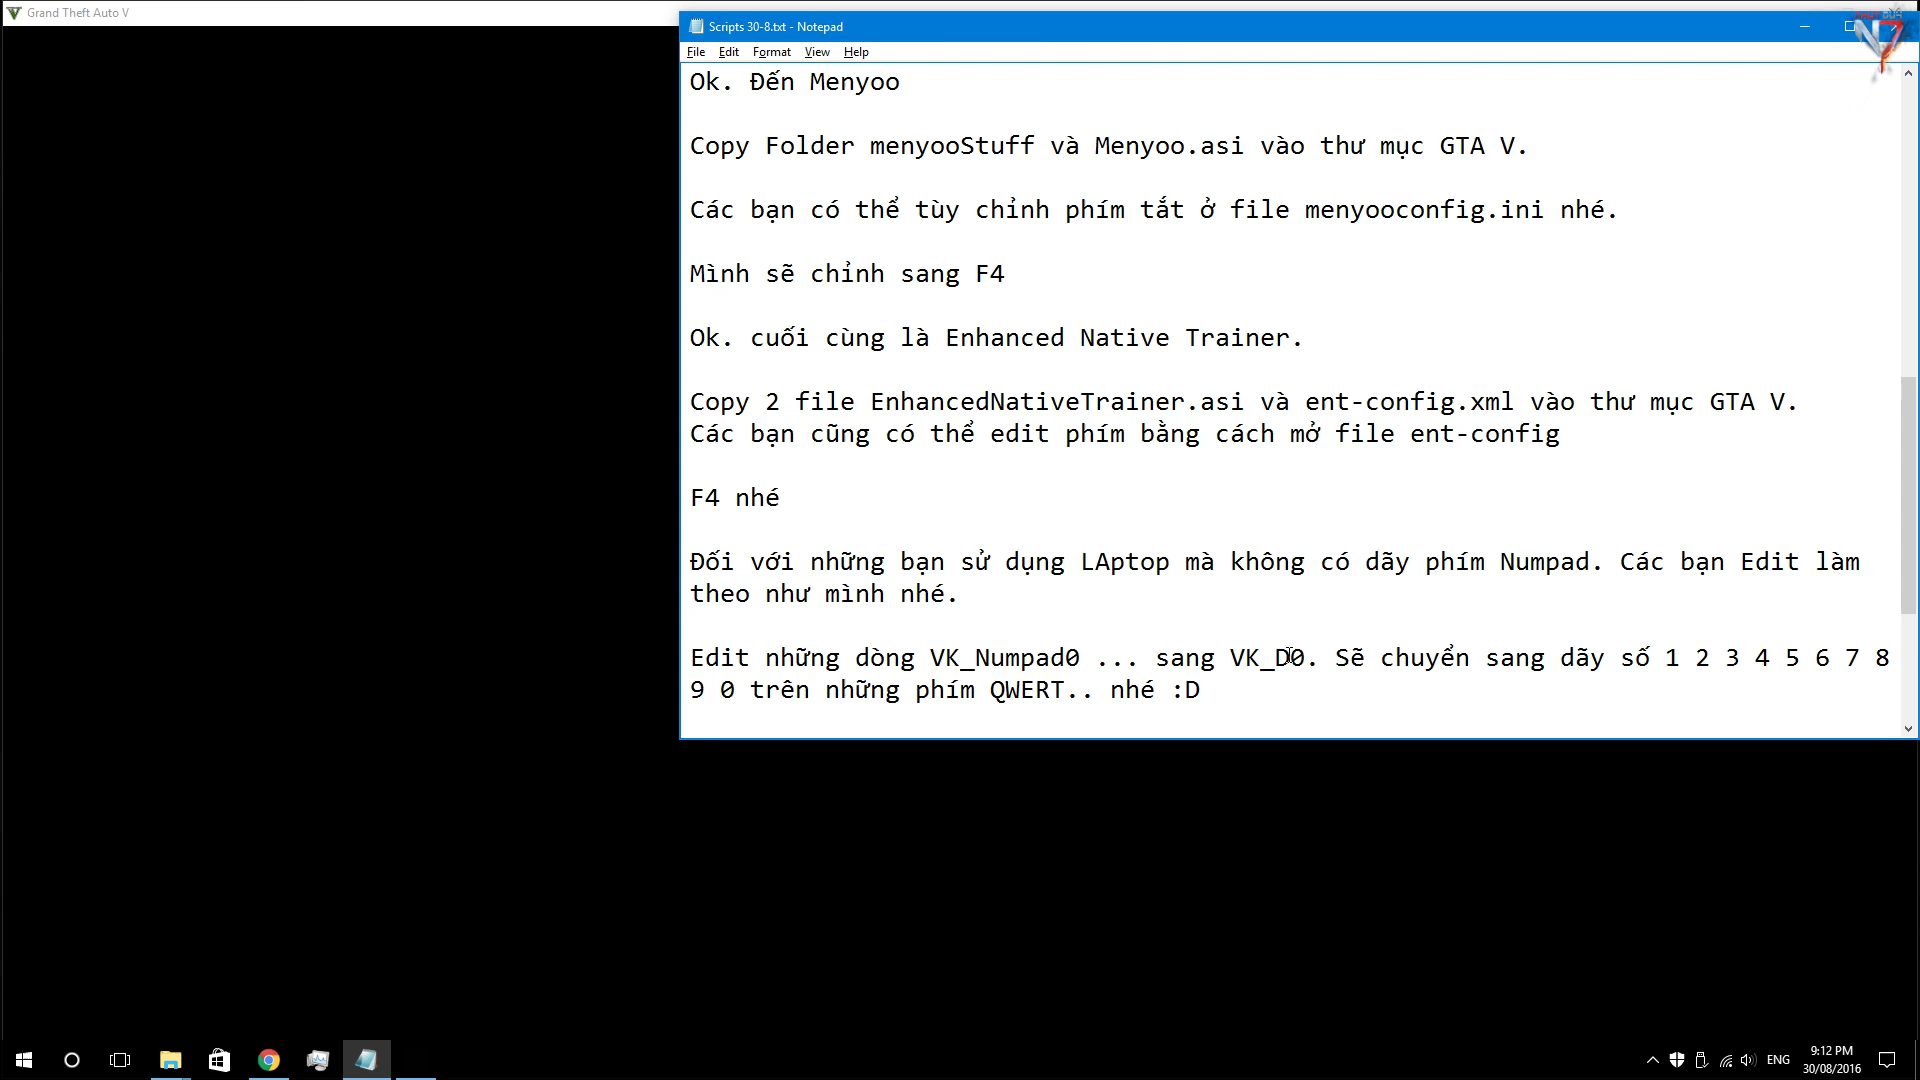 Grand Theft Auto V
Scripts 30-8.txt - Notepad
File Edit Format View Help
Ok. Đến Menyoo
Copy Folder menyooStuff và Menyoo.asi vào thư mục GTA V.
Các bạn có thể tùy chỉnh phím tắt ở file menyooconfig.ini nhé.
Mình sẽ chỉnh sang F4
Ok. cuối cùng là Enhanced Native Trainer.
Copy 2 file EnhancedNativeTrainer.asi và ent-config.xml vào thư mục GTA V.
Các bạn cũng có thể edit phím bằng cách mở file ent-config
F4 nhé
Đối với những bạn sử dụng LAptop mà không có dãy phím Numpad. Các bạn Edit làm
theo như mình nhé.
Edit những dòng VK_Numpad0 ... sang VK_D0. Sẽ chuyển sang dãy số 1 2 3 4 5 6 7 8
9 0 trên những phím QWERT.. nhé :D
ENG
9:12 PM
30/08/2016